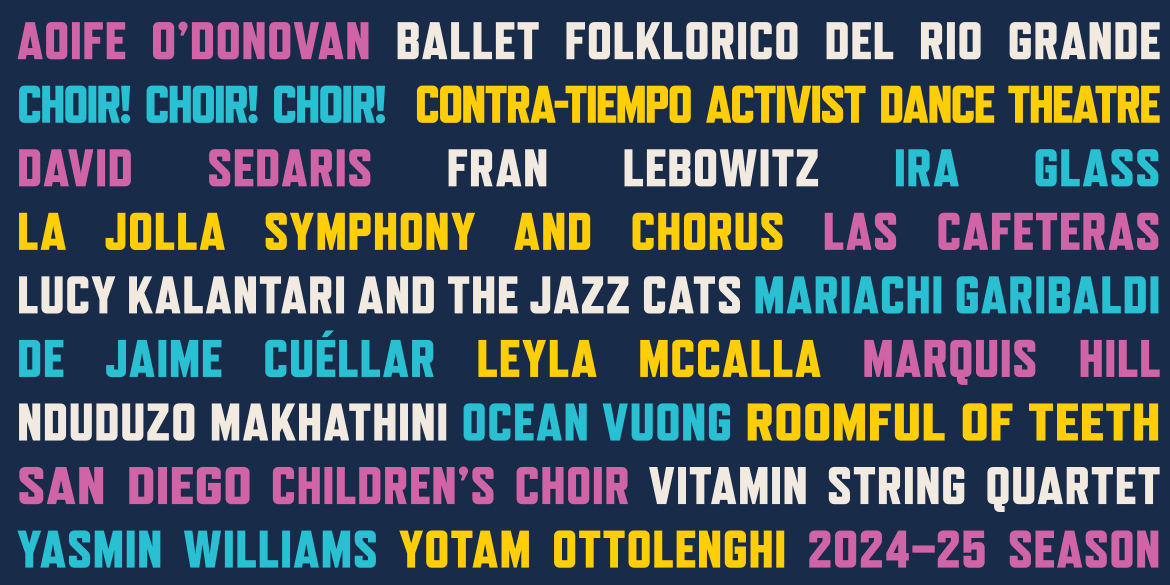 AOIFE O’DONOVAN BALLET FOLKLORICO DEL RIO GRANDE
CHOIR! CHOIR! CHOIR! CONTRA-TIEMPO ACTIVIST DANCE THEATRE
DAVID SEDARIS FRAN LEBOWITZ IRA GLASS
LA JOLLA SYMPHONY AND CHORUS LAS CAFETERAS
LUCY KALANTARI AND THE JAZZ CATS MARIACHI GARIBALDI
DE JAIME CUÉLLAR LEYLA MCCALLA MARQUIS HILL
NDUDUZO MAKHATHINI OCEAN VUONG ROOMFUL OF TEETH
SAN DIEGO CHILDREN’S CHOIR VITAMIN STRING QUARTET
YASMIN WILLIAMS YOTAM OTTOLENGHI 2024–25 SEASON